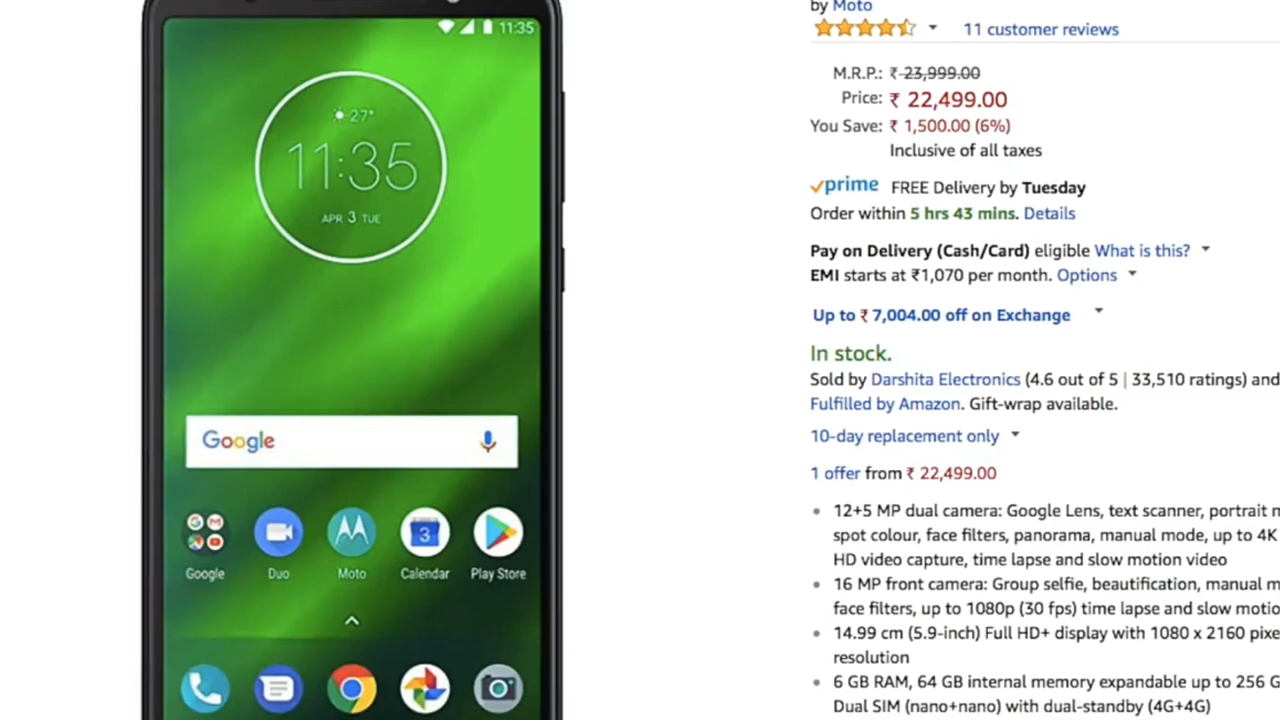 11:35
27°
11:35
APR 3 TUE
Google
Google
Duo
Moto
3
Calendar
Play Store
by Moto
11 customer reviews
M.R.P.: ₹ 23,999.00
Price: ₹ 22,499.00
You Save: ₹ 1,500.00 (6%)
Inclusive of all taxes
prime FREE Delivery by Tuesday
Order within 5 hrs 43 mins. Details
Pay on Delivery (Cash/Card) eligible What is this?
EMI starts at ₹1,070 per month. Options
Up to ₹ 7,004.00 off on Exchange
In stock.
Sold by Darshita Electronics (4.6 out of 5 | 33,510 ratings) and
Fulfilled by Amazon. Gift-wrap available.
10-day replacement only
1 offer from ₹ 22,499.00
12+5 MP dual camera: Google Lens, text scanner, portrait m
spot colour, face filters, panorama, manual mode, up to 4K
HD video capture, time lapse and slow motion video
16 MP front camera: Group selfie, beautification, manual m
face filters, up to 1080p (30 fps) time lapse and slow motio
14.99 cm (5.9-inch) Full HD+ display with 1080 x 2160 pixe
resolution
6 GB RAM, 64 GB internal memory expandable up to 256 G
Dual SIM (nano+nano) with dual-standby (4G+4G)